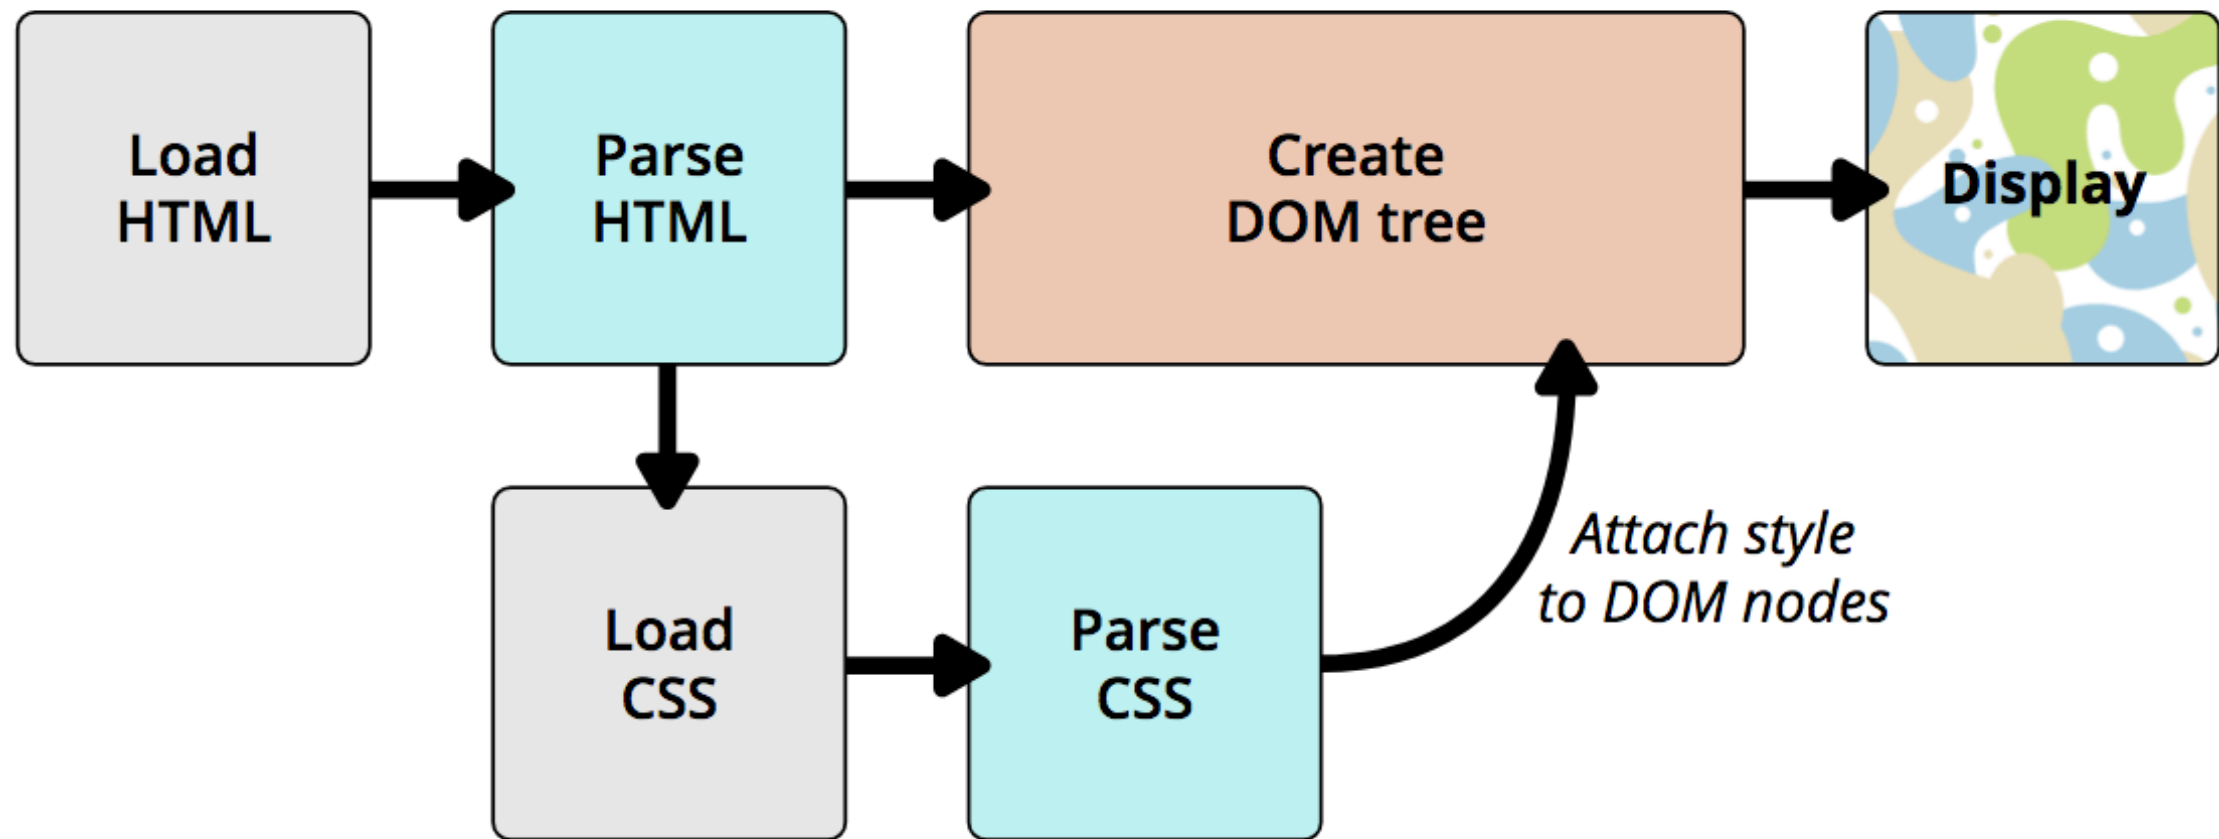 Load
HTML
Parse
HTML
Create
DOM tree
Display
Load
CSS
Parse
CSS
Attach style
to DOM nodes